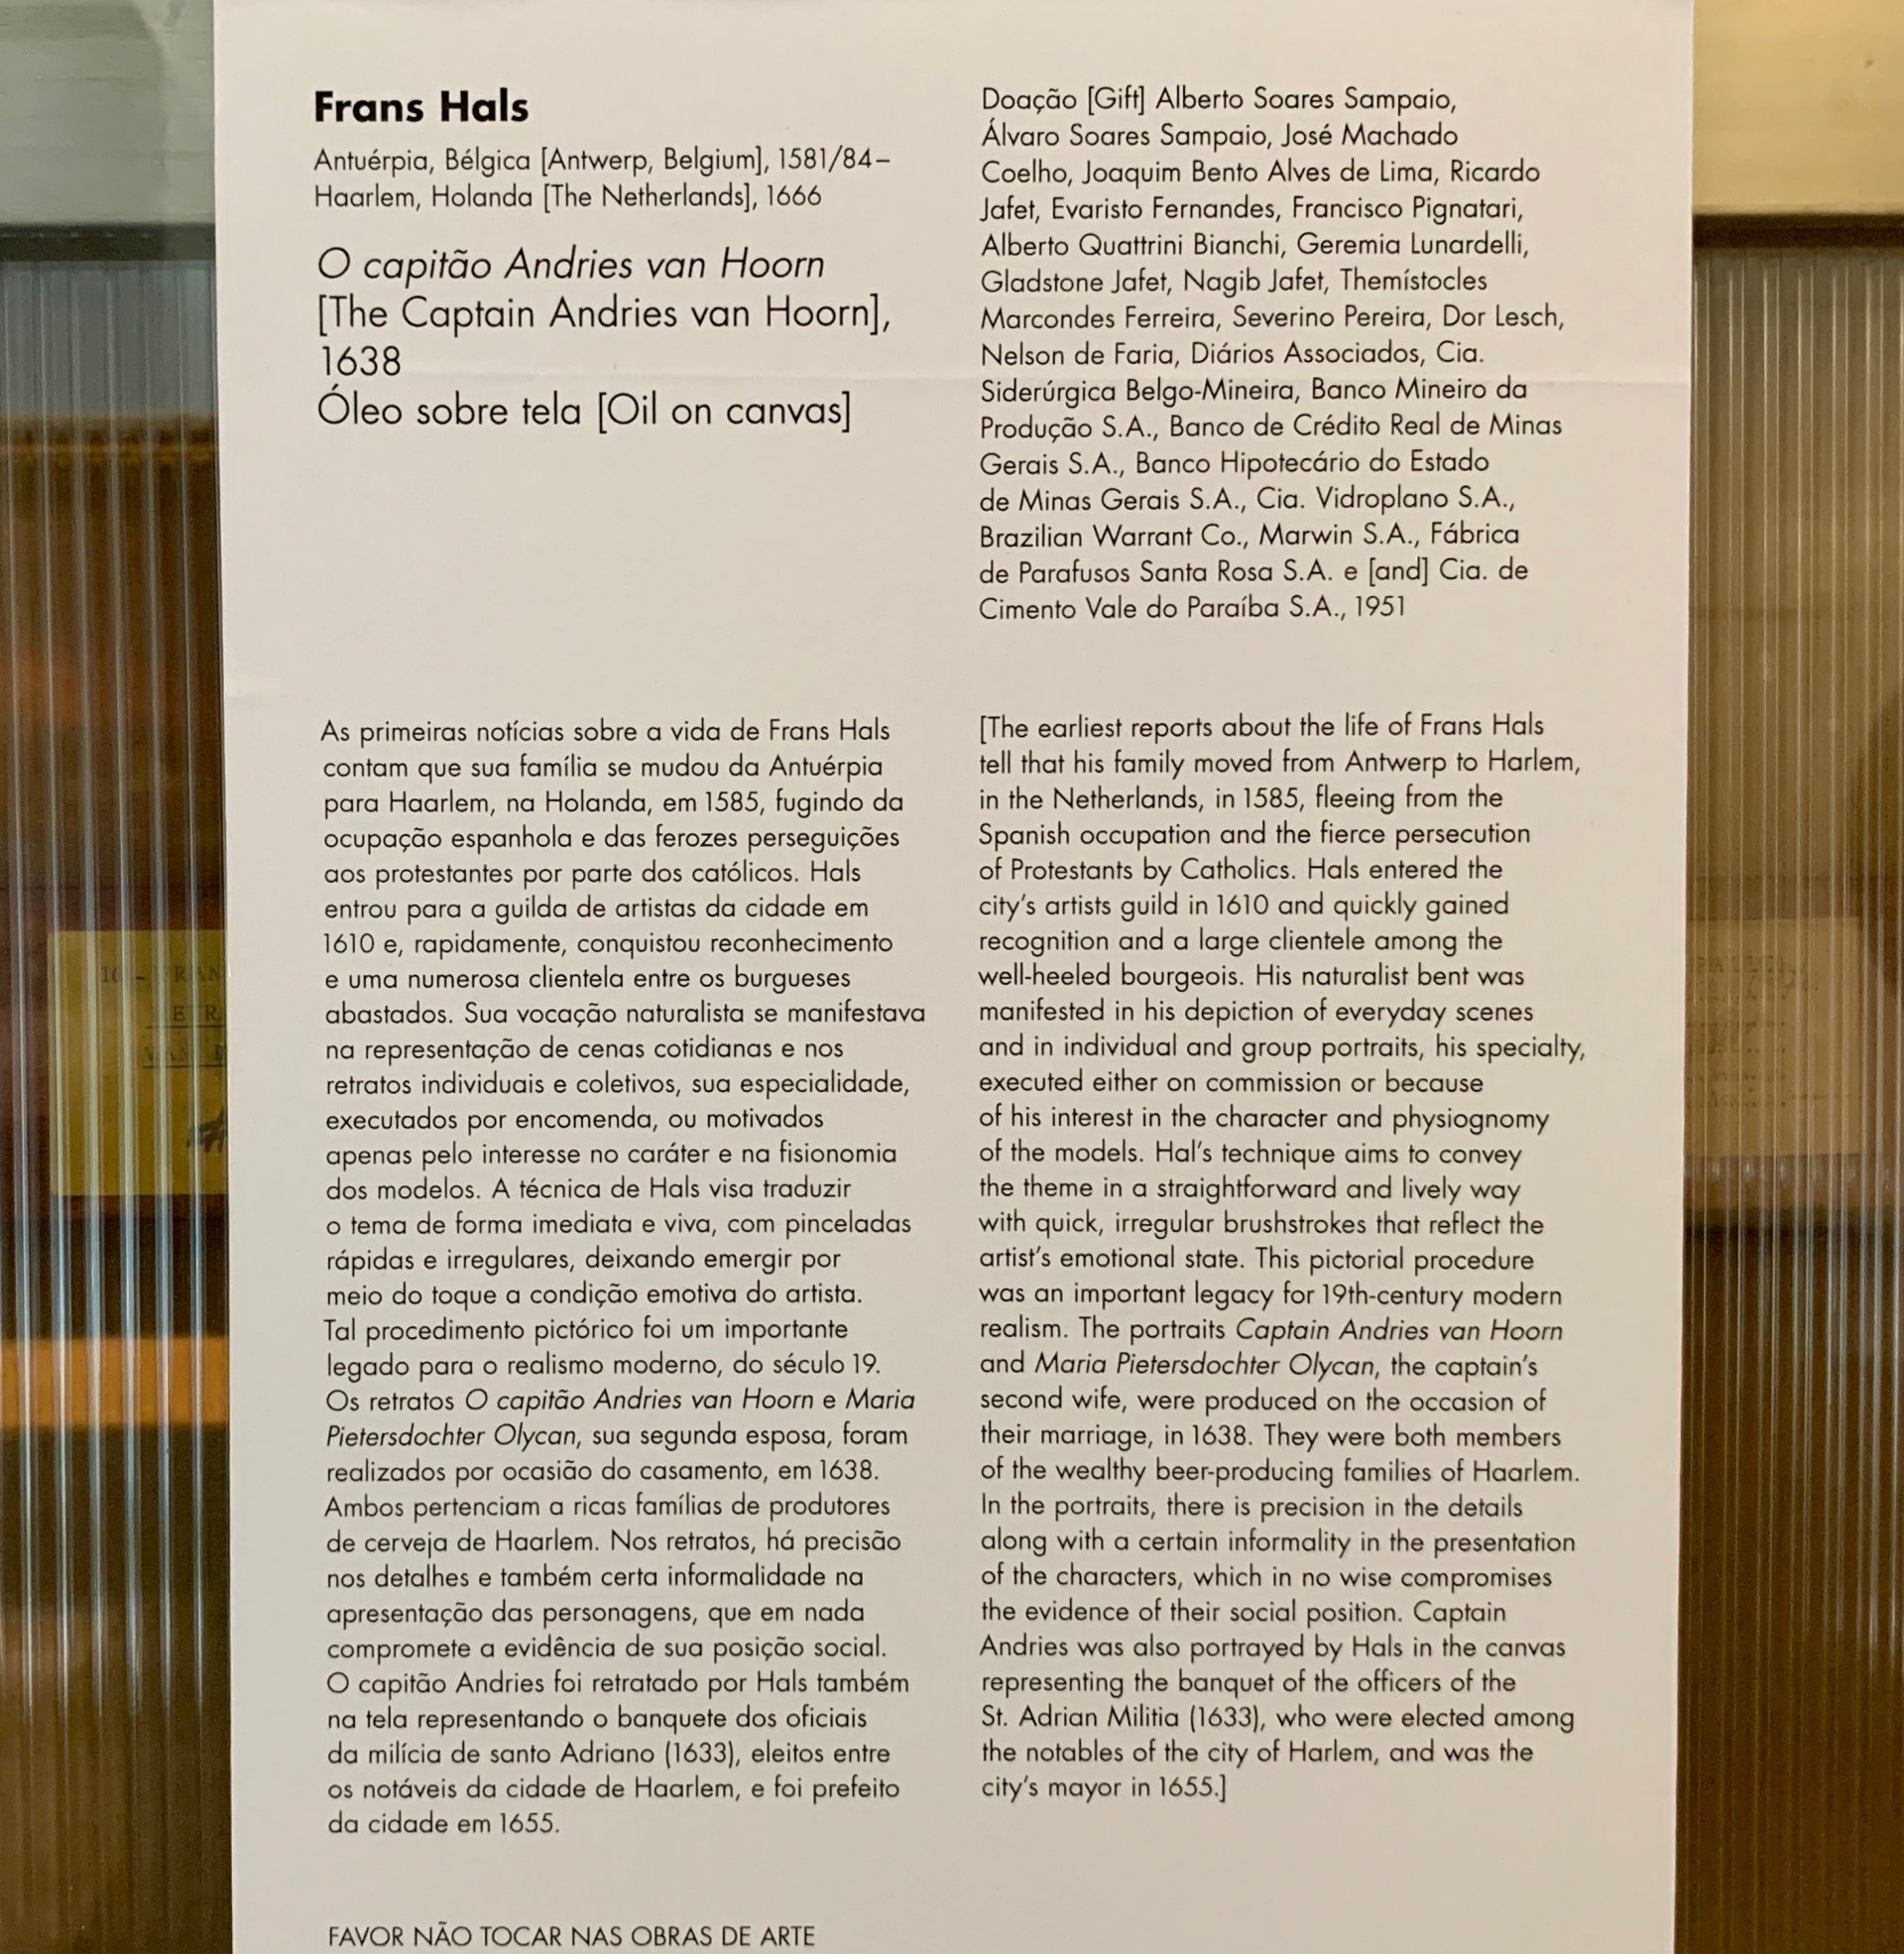 Frans Hals
Antuérpia, Bélgica [Antwerp, Belgium], 1581/84–
Haarlem, Holanda [The Netherlands], 1666
O capitão Andries van Hoorn
[The Captain Andries van Hoorn],
1638
Óleo sobre tela [Oil on canvas]
Doação [Gift] Alberto Soares Sampaio,
Álvaro Soares Sampaio, José Machado
Coelho, Joaquim Bento Alves de Lima, Ricardo
Jafet, Evaristo Fernandes, Francisco Pignatari,
Alberto Quattrini Bianchi, Geremia Lunardelli,
Gladstone Jafet, Nagib Jafet, Themístocles
Marcondes Ferreira, Severino Pereira, Dor Lesch,
Nelson de Faria, Diários Associados, Cia.
Siderúrgica Belgo-Mineira, Banco Mineiro da
Produção S.A., Banco de Crédito Real de Minas
Gerais S.A., Banco Hipotecário do Estado
de Minas Gerais S.A., Cia. Vidroplano S.A.,
Brazilian Warrant Co., Marwin S.A., Fábrica
de Parafusos Santa Rosa S.A. e [and] Cia. de
Cimento Vale do Paraíba S.A., 1951
As primeiras notícias sobre a vida de Frans Hals
contam que sua família se mudou da Antuérpia
para Haarlem, na Holanda, em 1585, fugindo da
ocupação espanhola e das ferozes perseguições
aos protestantes por parte dos católicos. Hals
entrou para a guilda de artistas da cidade em
1610 e, rapidamente, conquistou reconhecimento
e uma numerosa clientela entre os burgueses
abastados. Sua vocação naturalista se manifestava
na representação de cenas cotidianas e nos
retratos individuais e coletivos, sua especialidade,
executados por encomenda, ou motivados
apenas pelo interesse no caráter e na fisionomia
dos modelos. A técnica de Hals visa traduzir
o tema de forma imediata e viva, com pinceladas
rápidas e irregulares, deixando emergir por
meio do toque a condição emotiva do artista.
Tal procedimento pictórico foi um importante
legado para o realismo moderno, do século 19.
Os retratos O capitão Andries van Hoorn e Maria
Pietersdochter Olycan, sua segunda esposa, foram
realizados por ocasião do casamento, em 1638.
Ambos pertenciam a ricas famílias de produtores
de cerveja de Haarlem. Nos retratos, há precisão
nos detalhes e também certa informalidade na
apresentação das personagens, que em nada
compromete a evidência de sua posição social.
O capitão Andries foi retratado por Hals também
na tela representando o banquete dos oficiais
da milícia de santo Adriano (1633), eleitos entre
os notáveis da cidade de Haarlem, e foi prefeito
da cidade em 1655.
[The earliest reports about the life of Frans Hals
tell that his family moved from Antwerp to Harlem,
in the Netherlands, in 1585, fleeing from the
Spanish occupation and the fierce persecution
of Protestants by Catholics. Hals entered the
city's artists guild in 1610 and quickly gained
recognition and a large clientele among the
well-heeled bourgeois. His naturalist bent was
manifested in his depiction of everyday scenes
and in individual and group portraits, his specialty,
executed either on commission or because
of his interest in the character and physiognomy
of the models. Hal's technique aims to convey
the theme in a straightforward and lively way
with quick, irregular brushstrokes that reflect the
artist's emotional state. This pictorial procedure
was an important legacy for 19th-century modern
realism. The portraits Captain Andries van Hoorn
and Maria Pietersdochter Olycan, the captain's
second wife, were produced on the occasion of
their marriage, in 1638. They were both members
of the wealthy beer-producing families of Haarlem.
In the portraits, there is precision in the details
along with a certain informality in the presentation
of the characters, which in no wise compromises
the evidence of their social position. Captain
Andries was also portrayed by Hals in the canvas
representing the banquet of the officers of the
St. Adrian Militia (1633), who were elected among
the notables of the city of Harlem, and was the
city's mayor in 1655.]
FAVOR NÃO TOCAR NAS OBRAS DE ARTE